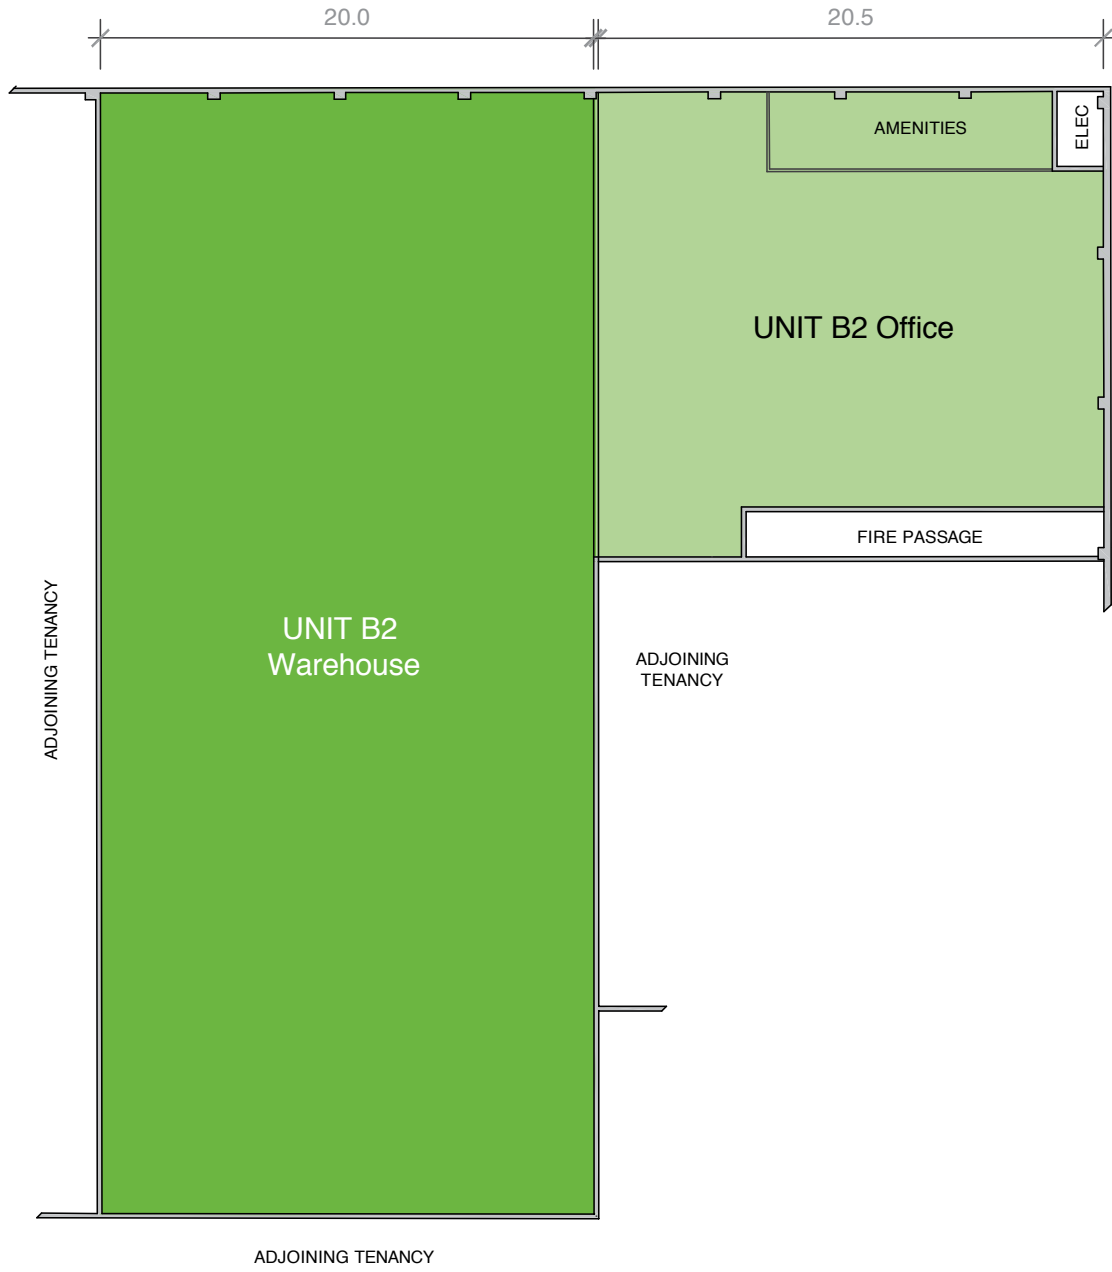 20.0
20.5
AMENITIES
ELEC
UNIT B2 Office
FIRE PASSAGE
ADJOINING TENANCY
UNIT B2
Warehouse
ADJOINING
TENANCY
ADJOINING TENANCY